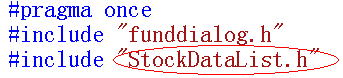 #pragma once
#include "funddialog.h"
#include "StockDataList.h"